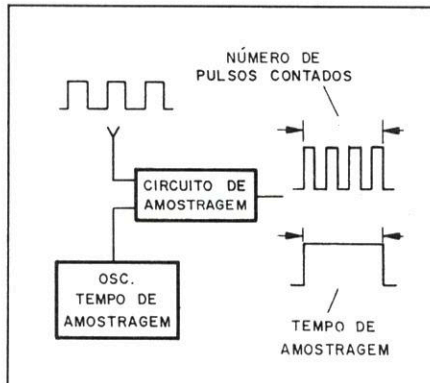 NÚMERO DE
PULSOS CONTADOS
CIRCUITO DE
AMOSTRAGEM
OSC.
TEMPO DE
AMOSTRAGEM
TEMPO DE
AMOSTRAGEM